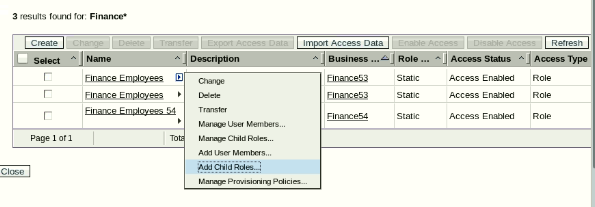 3 results found for: Finance*
Create Change Delete Transfer Export Access Data Import Access Data Enable Access Disable Access Refresh
Select Name Description Business ... Role ... Access Status Access Type
Finance Employees Finance53 Static Access Enabled Role
Finance Employees Finance53 Static Access Enabled Role
Finance Employees 54 Finance54 Static Access Enabled Role
Change
Delete
Transfer
Manage User Members...
Manage Child Roles...
Add User Members...
Add Child Roles...
Manage Provisioning Policies...
Page 1 of 1 Tota
Close